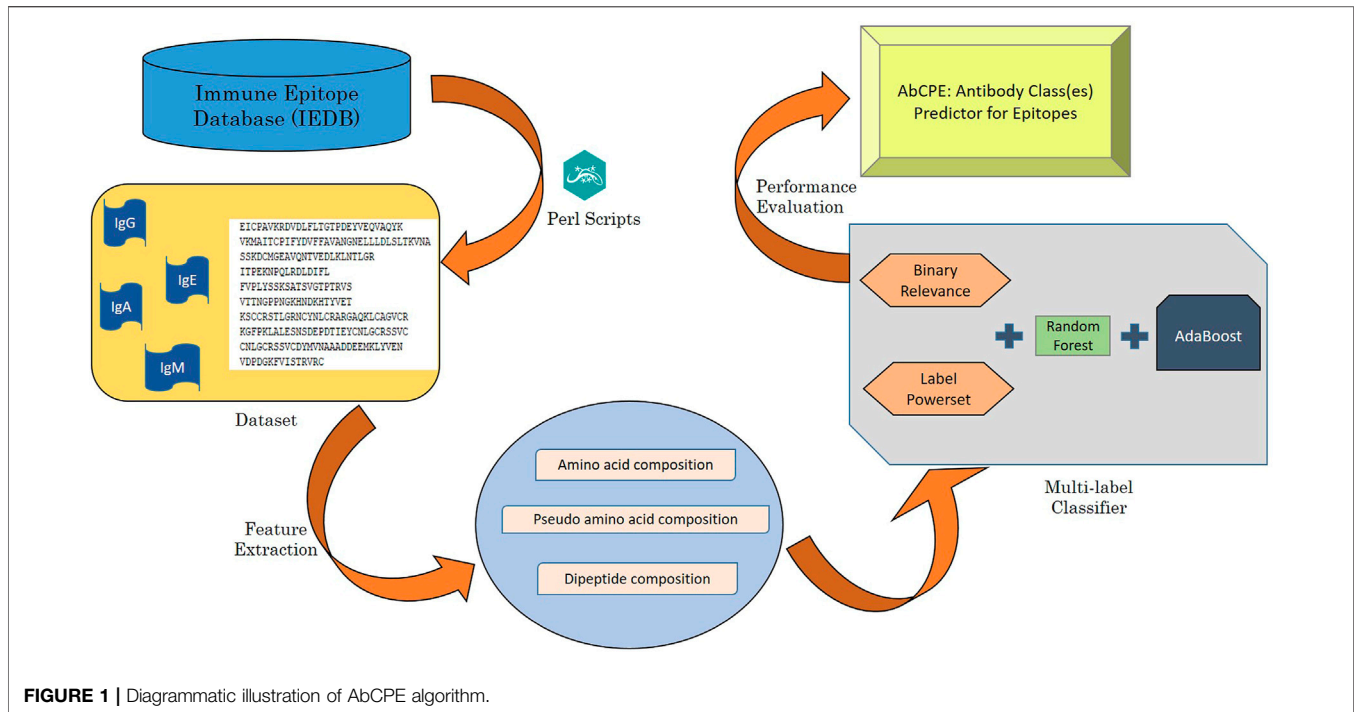 Immune Epitope
Database (IEDB)
Perl Scripts
IgG
IgE
IgA
IgM
EICPAVKRDVDLFLTGTPDEYVEQVAQYK
VKMAITCPIFYDVFFAVANGNELLLDLSLTKVNA
SSKDCMGEAVQNTVEDLKLNTLGR
ITPEKNPQLRDLDIFL
FVPLYSSKSATSVGTPTRVS
VTTNGPPNGKHNDKHTYVET
KSCCRSTLGRNCYNLCRARGAQKLCAGVCR
KGFPKLALESNSDEPDTIEYCNLGCRSSVC
CNLGCRSSVCDYMVNAAADDEEMKLYVEN
VDPDGKFVISTRVRC
Dataset
Feature
Extraction
Amino acid composition
Pseudo amino acid composition
Dipeptide composition
Binary
Relevance
Label
Powerset
Random
Forest
AdaBoost
Multi-label
Classifier
Performance
Evaluation
AbCPE: Antibody Class(es)
Predictor for Epitopes
FIGURE 1 | Diagrammatic illustration of AbCPE algorithm.